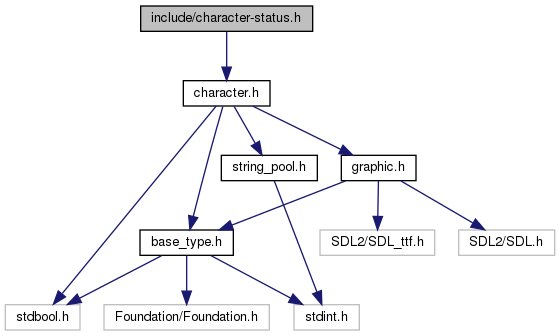 include/character-status.h
character.h
string_pool.h
graphic.h
base_type.h
SDL2/SDL_ttf.h
SDL2/SDL.h
stdbool.h
Foundation/Foundation.h
stdint.h